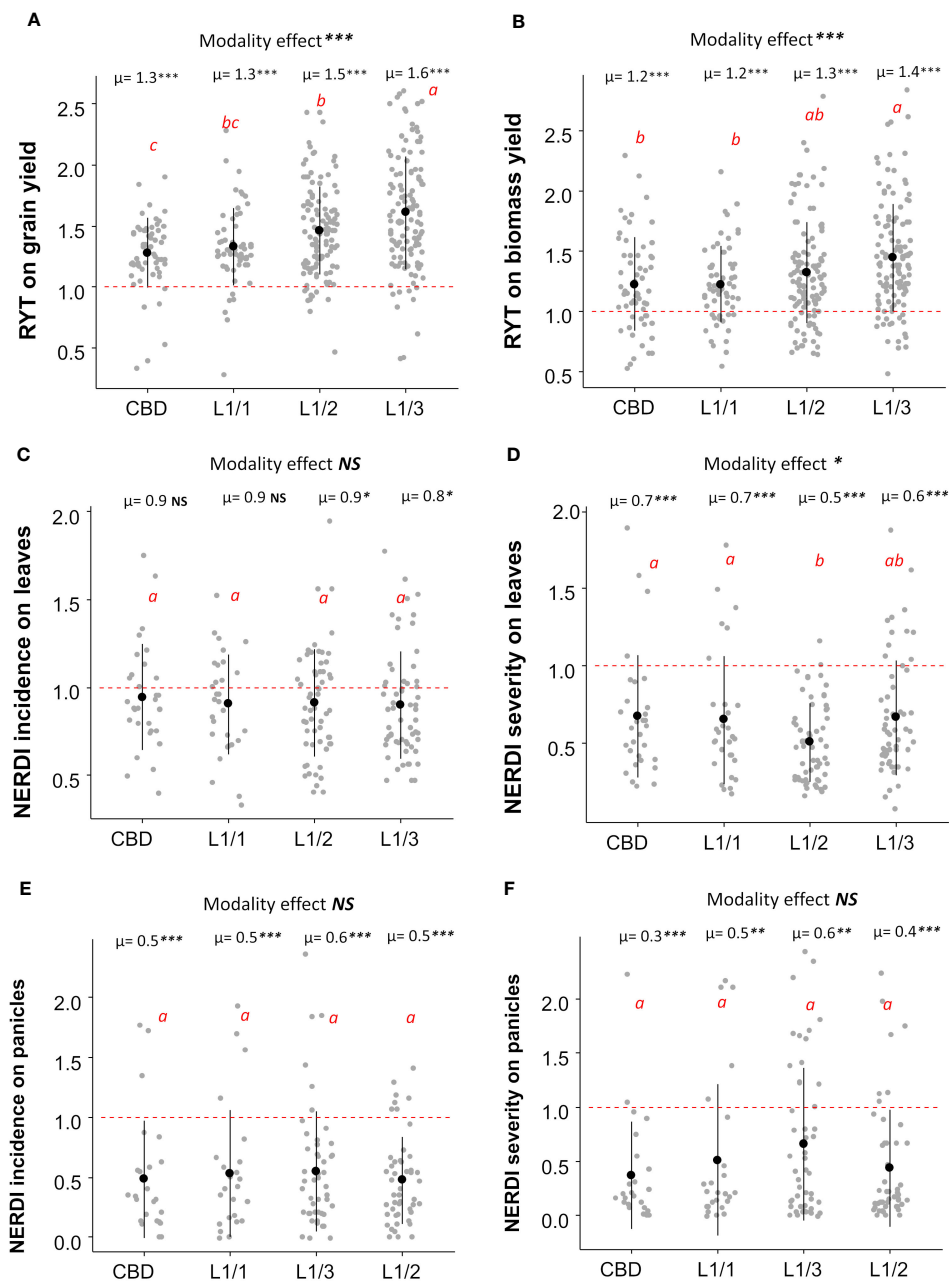 A
Modality effect ***
μ= 1.3*** μ= 1.3*** μ= 1.5*** μ= 1.6***
c bc b a
RYT on grain yield
2.5
2.0
1.5
1.0
0.5
CBD L1/1 L1/2 L1/3
B
Modality effect ***
μ= 1.2*** μ= 1.2*** μ= 1.3*** μ= 1.4***
b b ab a
RYT on biomass yield
2.5
2.0
1.5
1.0
0.5
CBD L1/1 L1/2 L1/3
C
Modality effect NS
μ= 0.9 NS μ= 0.9 NS μ= 0.9* μ= 0.8*
a a a a
NERDI incidence on leaves
2.0
1.5
1.0
0.5
CBD L1/1 L1/2 L1/3
D
Modality effect *
μ= 0.7*** μ= 0.7*** μ= 0.5*** μ= 0.6***
a a b ab
NERDI severity on leaves
2.0
1.5
1.0
0.5
CBD L1/1 L1/2 L1/3
E
Modality effect NS
μ= 0.5*** μ= 0.5*** μ= 0.6*** μ= 0.5***
a a a a
NERDI incidence on panicles
2.0
1.5
1.0
0.5
0.0
CBD L1/1 L1/3 L1/2
F
Modality effect NS
μ= 0.3*** μ= 0.5** μ= 0.6** μ= 0.4***
a a a a
NERDI severity on panicles
2.0
1.5
1.0
0.5
0.0
CBD L1/1 L1/3 L1/2